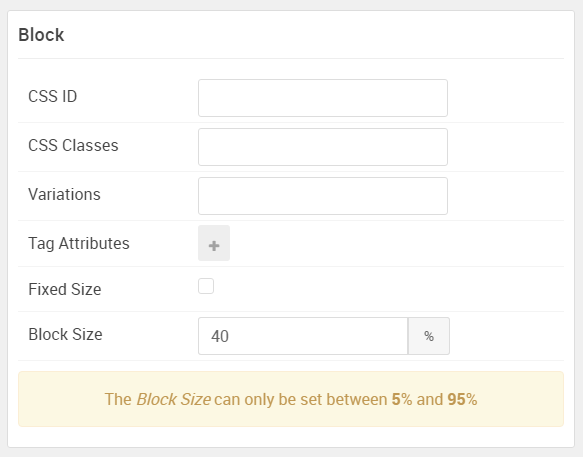 Block
CSS ID
CSS Classes
Variations
Tag Attributes
+
Fixed Size
Block Size 40 %
The Block Size can only be set between 5% and 95%